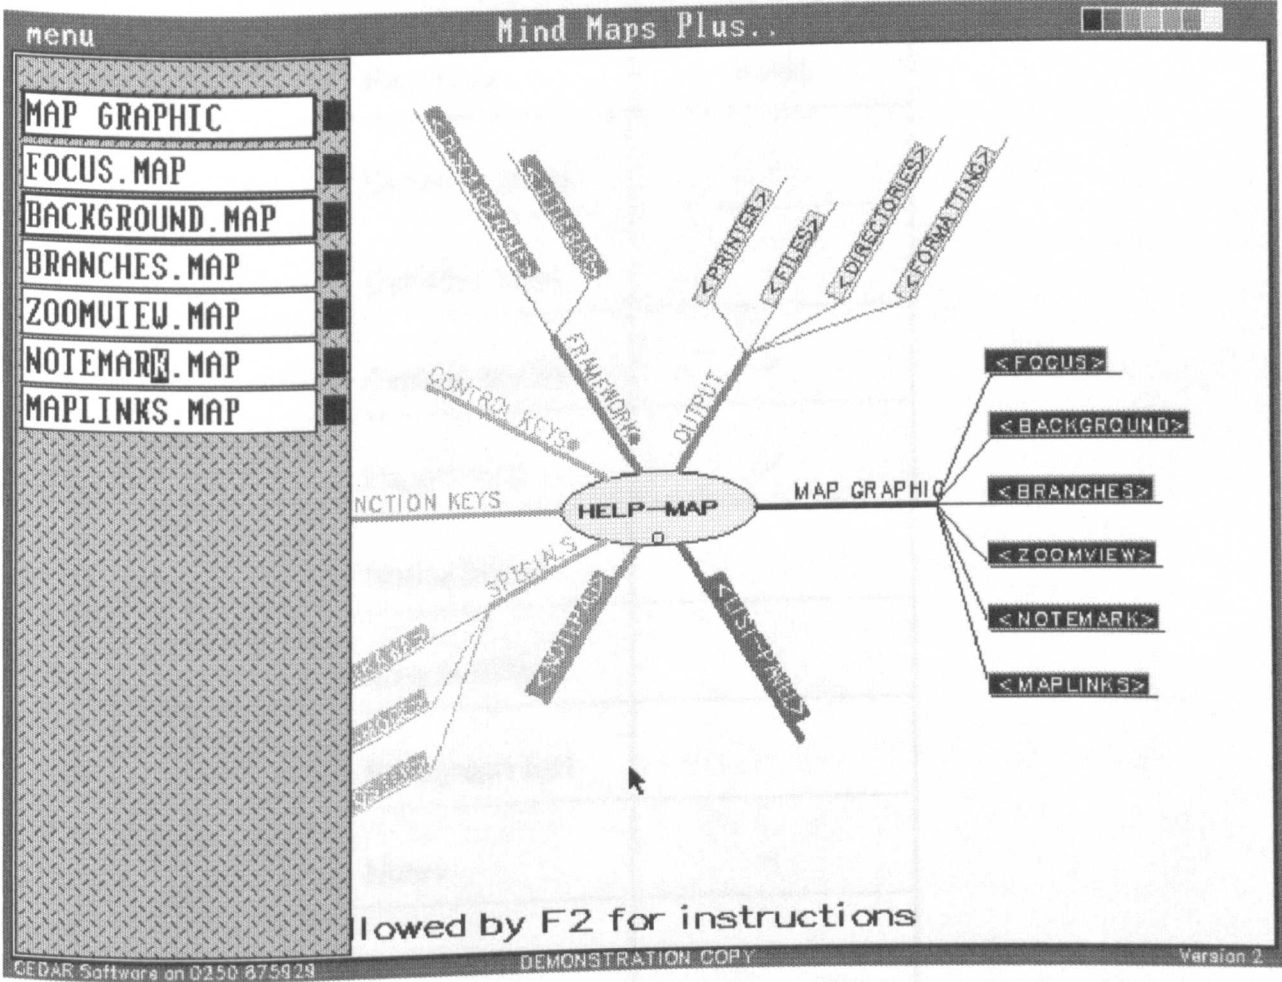 menu
Mind Maps Plus..
MAP GRAPHIC
FOCUS.MAP
BACKGROUND.MAP
BRANCHES.MAP
ZOOMVIEW.MAP
NOTEMARK.MAP
MAPLINKS.MAP
<PRINTER>
<FILES>
<DIRECTORIES>
<FORMATTING>
FRAMEWORK
OUTPUT
CONTROL KEYS
NCTION KEYS
SPECIALS
HELP-MAP
MAP GRAPHIC
<FOCUS>
<BACKGROUND>
<BRANCHES>
<ZOOMVIEW>
<NOTEMARK>
<MAPLINKS>
<LIST-PANEL>
llowed by F2 for instructions
CEDAR Software on 0250 875929
DEMONSTRATION COPY
Version 2